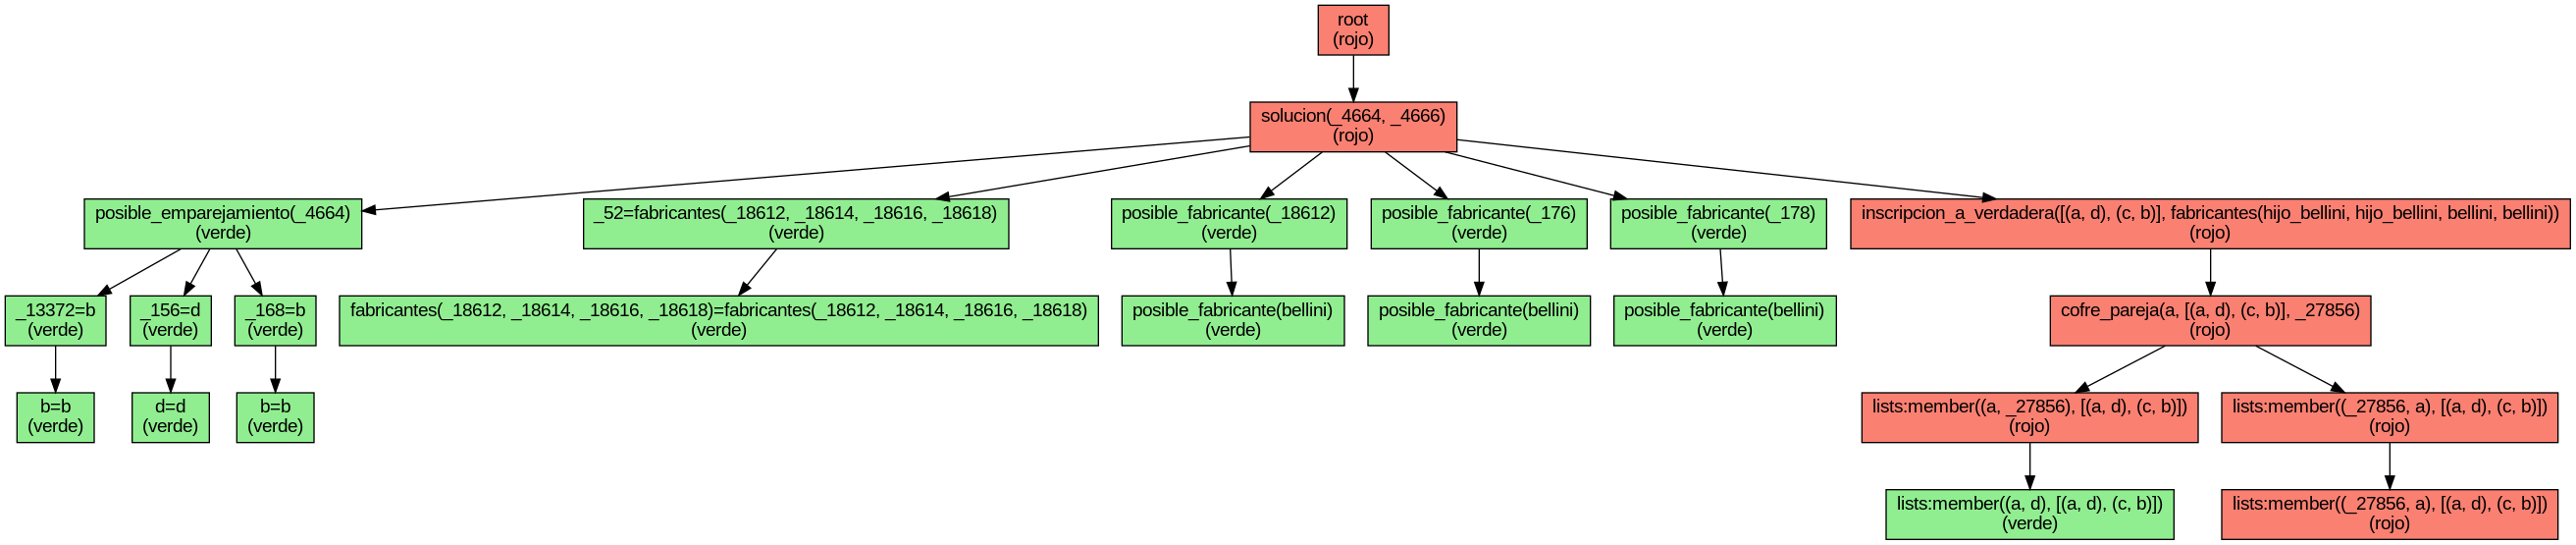 root
(rojo)
solucion(_4664, _4666)
(rojo)
posible_emparejamiento(_4664)
(verde)
_52=fabricantes(_18612, _18614, _18616, _18618)
(verde)
posible_fabricante(_18612)
(verde)
posible_fabricante(_176)
(verde)
posible_fabricante(_178)
(verde)
inscripcion_a_verdadera([(a, d), (c, b)], fabricantes(hijo_bellini, hijo_bellini, bellini, bellini))
(rojo)
_13372=b
(verde)
_156=d
(verde)
_168=b
(verde)
fabricantes(_18612, _18614, _18616, _18618)=fabricantes(_18612, _18614, _18616, _18618)
(verde)
posible_fabricante(bellini)
(verde)
posible_fabricante(bellini)
(verde)
posible_fabricante(bellini)
(verde)
cofre_pareja(a, [(a, d), (c, b)], _27856)
(rojo)
b=b
(verde)
d=d
(verde)
b=b
(verde)
lists:member((a, _27856), [(a, d), (c, b)])
(rojo)
lists:member((_27856, a), [(a, d), (c, b)])
(rojo)
lists:member((a, d), [(a, d), (c, b)])
(verde)
lists:member((_27856, a), [(a, d), (c, b)])
(rojo)